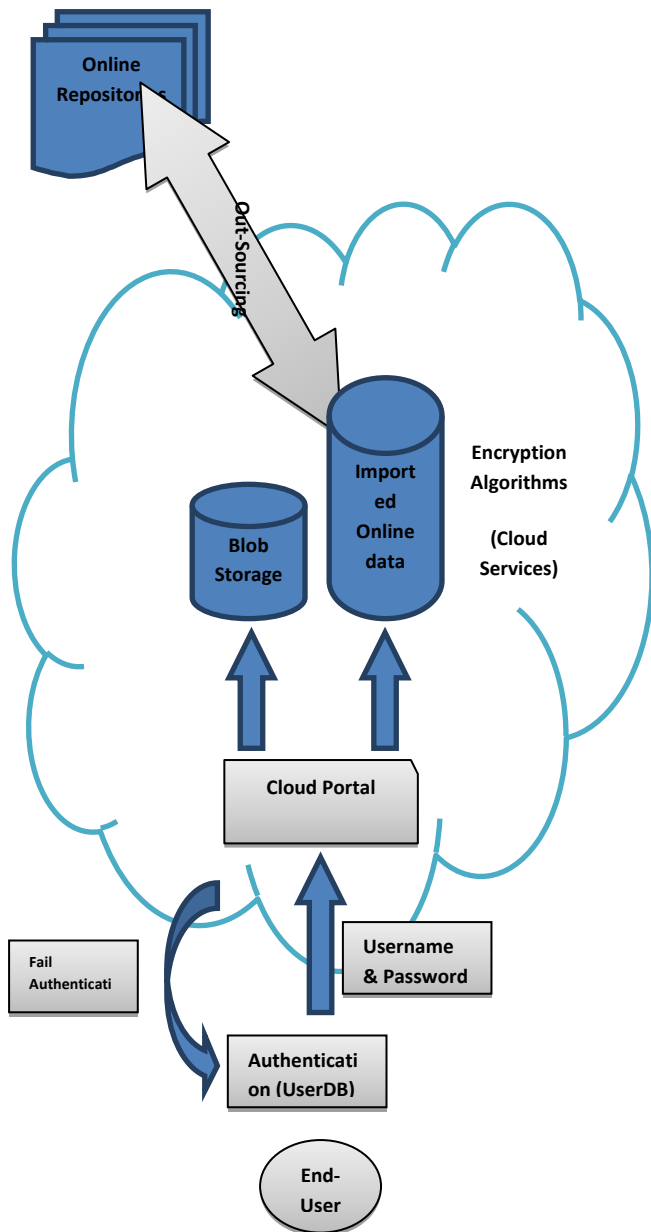 Online
Repositories
Out-Sourcing
Import
ed
Online
data
Encryption
Algorithms
(Cloud
Services)
Blob
Storage
Cloud Portal
Username
& Password
Fail
Authenticati
Authenticati
on (UserDB)
End-
User